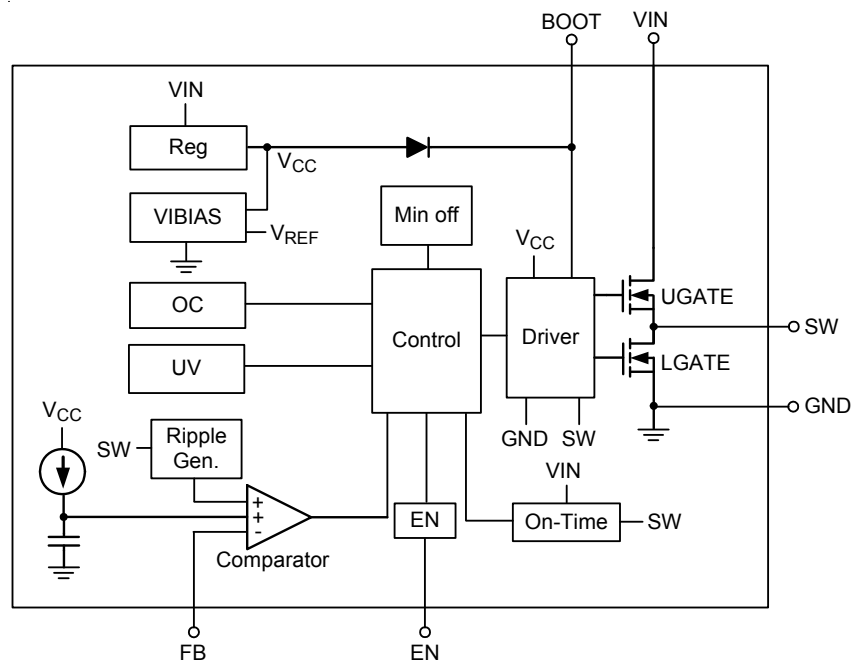 BOOT
VIN
VIN
Reg
VCC
VIBIAS
VREF
Min off
VCC
OC
UV
Control
Driver
UGATE
SW
LGATE
GND
GND
SW
VCC
SW
Ripple
Gen.
+
+
-
Comparator
EN
VIN
On-Time
SW
FB
EN